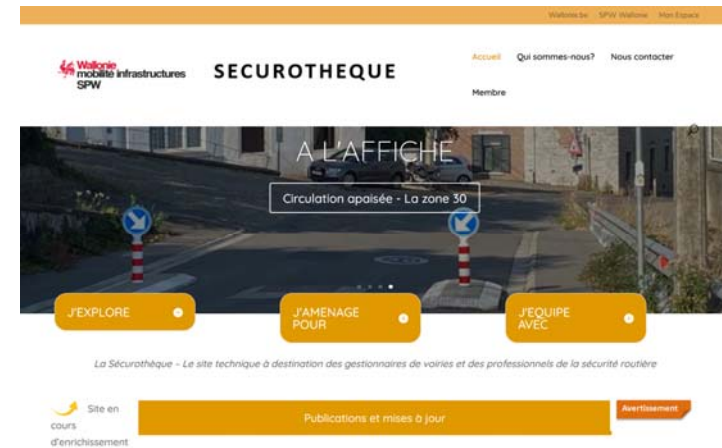 Wallonie.be SPW Wallonie Mon Espace
Wallonie
mobilité infrastructures
SPW
SECUROTHEQUE
Accueil Qui sommes-nous? Nous contacter
Membre
A L'AFFICHE
Circulation apaisée - La zone 30
J'EXPLORE
J'AMENAGE
POUR
J'EQUIPE
AVEC
La Sécurothèque – Le site technique à destination des gestionnaires de voiries et des professionnels de la sécurité routière
Site en
cours
d'enrichissement
Publications et mises à jour
Avertissement